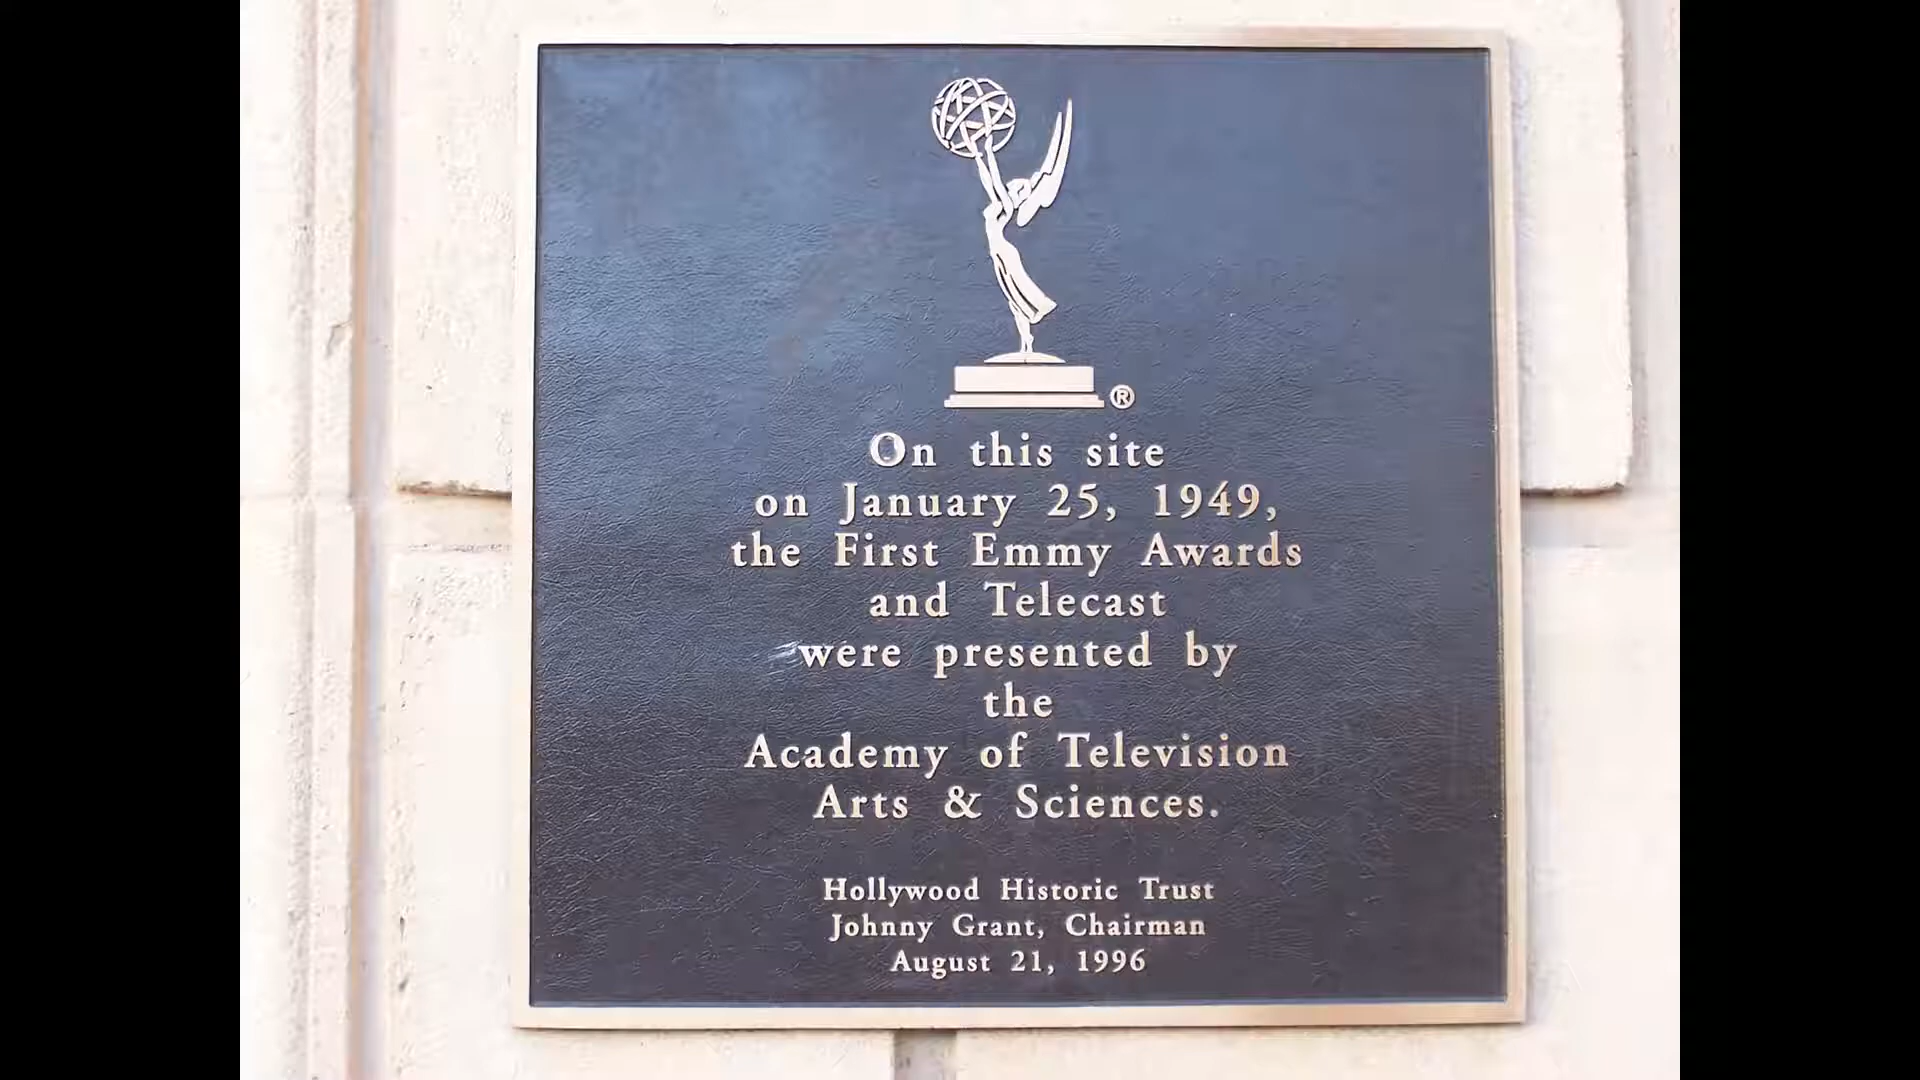 ®
On this site
on January 25, 1949,
the First Emmy Awards
and Telecast
were presented by
the
Academy of Television
Arts & Sciences.
Hollywood Historic Trust
Johnny Grant, Chairman
August 21, 1996